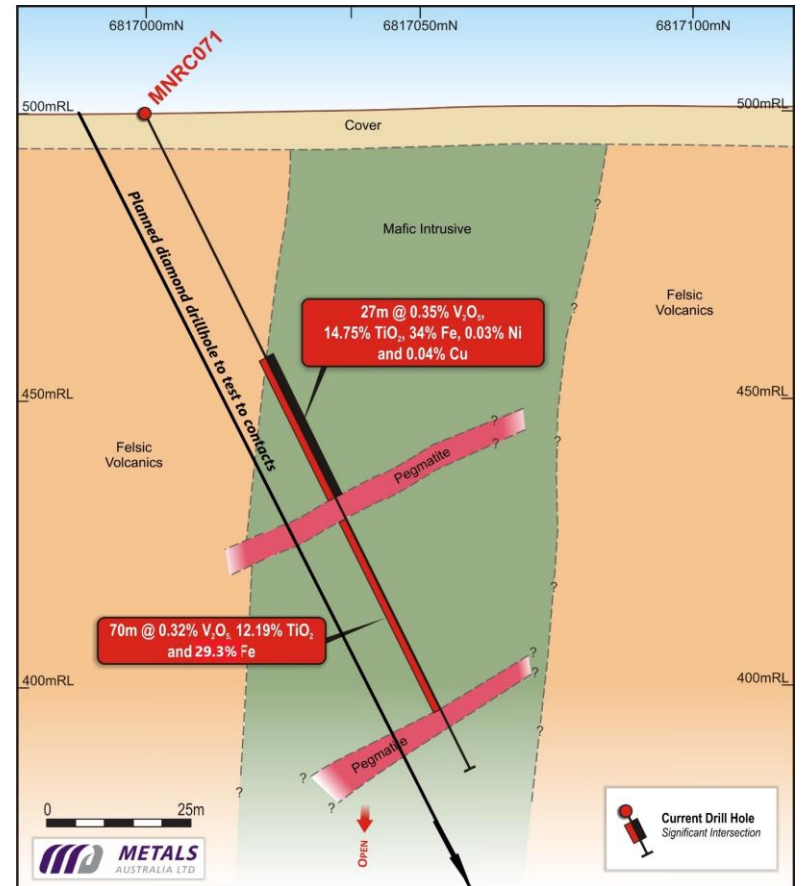 6817000mN 6817050mN 6817100mN
MNRC071
500mRL 500mRL
Cover
Planned diamond drillhole to test to contacts
Mafic Intrusive
27m @ 0.35% V₂O₅,
14.75% TiO₂, 34% Fe, 0.03% Ni
and 0.04% Cu
Felsic
Volcanics
450mRL 450mRL
Felsic
Volcanics
Pegmatite
70m @ 0.32% V₂O₅, 12.19% TiO₂
and 29.3% Fe
400mRL 400mRL
Pegmatite
? ? ? ? ? ? ? ? ? ? ? ? ?
OPEN
0 25m
METALS
AUSTRALIA LTD
Current Drill Hole
Significant Intersection